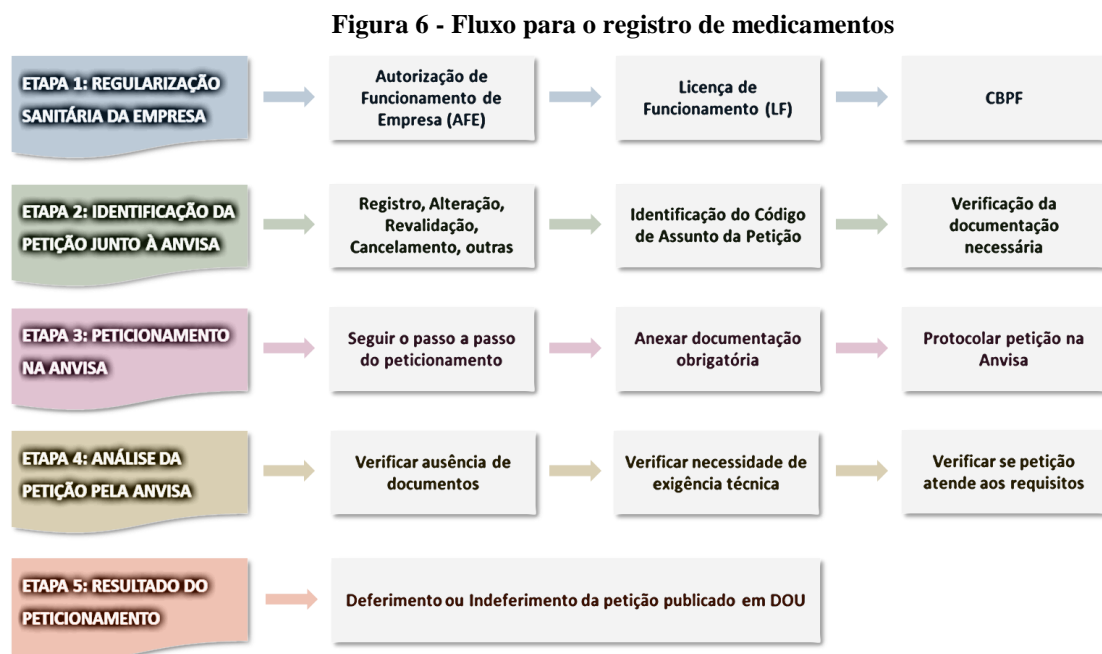 Figura 6 - Fluxo para o registro de medicamentos
ETAPA 1: REGULARIZAÇÃO
SANITÁRIA DA EMPRESA
Autorização de
Funcionamento de
Empresa (AFE)
Licença de
Funcionamento (LF)
CBPF
ETAPA 2: IDENTIFICAÇÃO DA
PETIÇÃO JUNTO À ANVISA
Registro, Alteração,
Revalidação,
Cancelamento, outras
Identificação do Código
de Assunto da Petição
Verificação da
documentação
necessária
ETAPA 3: PETICIONAMENTO
NA ANVISA
Seguir o passo a passo
do peticionamento
Anexar documentação
obrigatória
Protocolar petição na
Anvisa
ETAPA 4: ANÁLISE DA
PETIÇÃO PELA ANVISA
Verificar ausência de
documentos
Verificar necessidade de
exigência técnica
Verificar se petição
atende aos requisitos
ETAPA 5: RESULTADO DO
PETICIONAMENTO
Deferimento ou Indeferimento da petição publicado em DOU